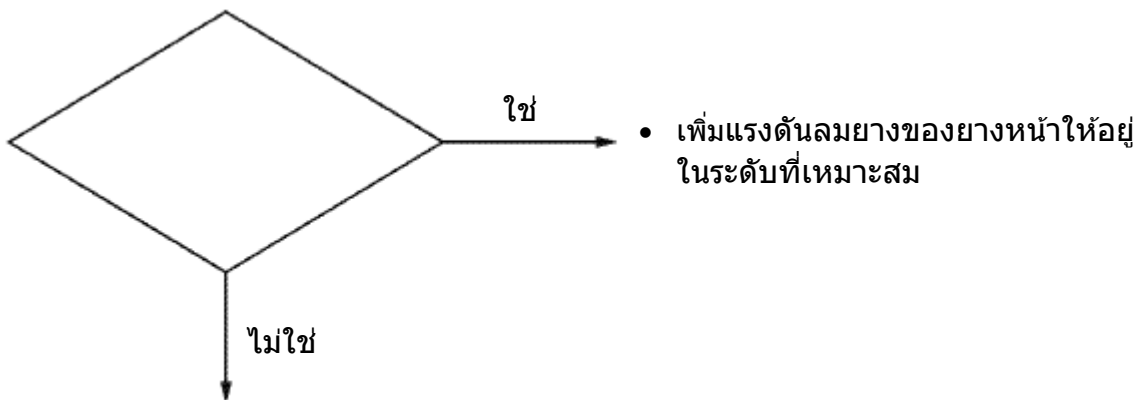 ใช่
• เพิ่มแรงดันลมยางของยางหน้าให้อยู่
ในระดับที่เหมาะสม
ไม่ใช่